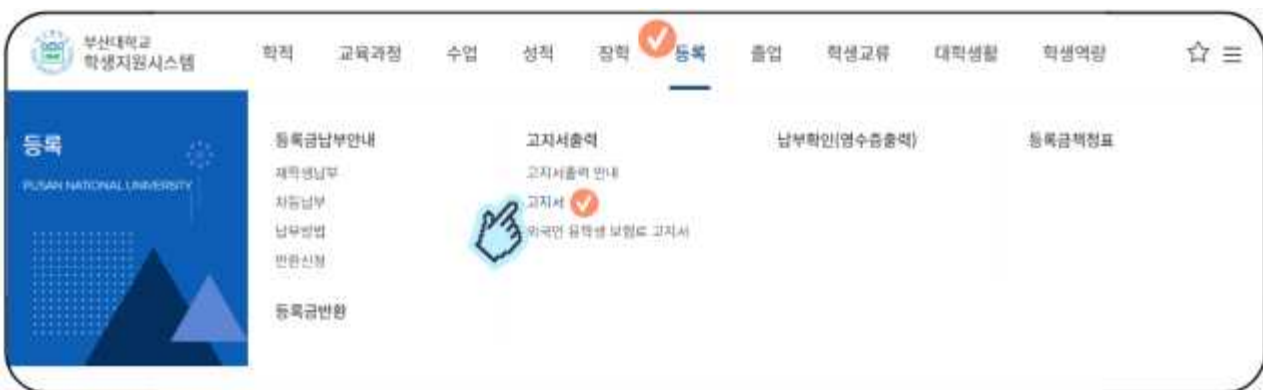 부산대학교
학생지원시스템
학적 교육과정 수업 성적 장학 등록 졸업 학생교류 대학생활 학생역량
등록
PUSAN NATIONAL UNIVERSITY
등록금납부안내
재학생납부
차등납부
납부방법
반환신청
등록금반환
고지서출력
고지서출력 안내
고지서
외국인 유학생 보험료 고지서
납부확인(영수증출력)
등록금책정표